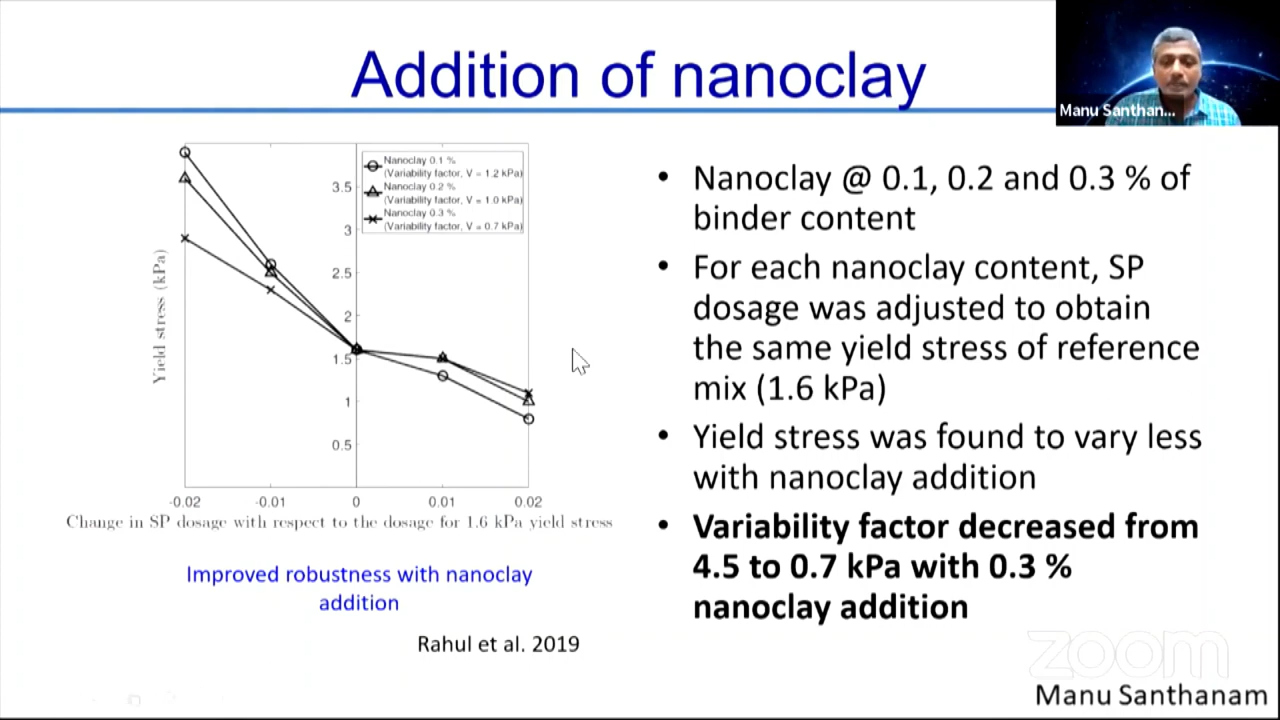 Addition of nanoclay
Manu Santhan...
Nanoclay 0.1 %
(Variability factor, V = 1.2 kPa)
Nanoclay 0.2 %
(Variability factor, V = 1.0 kPa)
Nanoclay 0.3 %
(Variability factor, V = 0.7 kPa)
3.5
3
2.5
2
1.5
1
0.5
Yield stress (kPa)
-0.02 -0.01 0 0.01 0.02
Change in SP dosage with respect to the dosage for 1.6 kPa yield stress
Improved robustness with nanoclay
addition
Rahul et al. 2019
• Nanoclay @ 0.1, 0.2 and 0.3 % of
binder content
• For each nanoclay content, SP
dosage was adjusted to obtain
the same yield stress of reference
mix (1.6 kPa)
• Yield stress was found to vary less
with nanoclay addition
• Variability factor decreased from
4.5 to 0.7 kPa with 0.3 %
nanoclay addition
zoom
Manu Santhanam